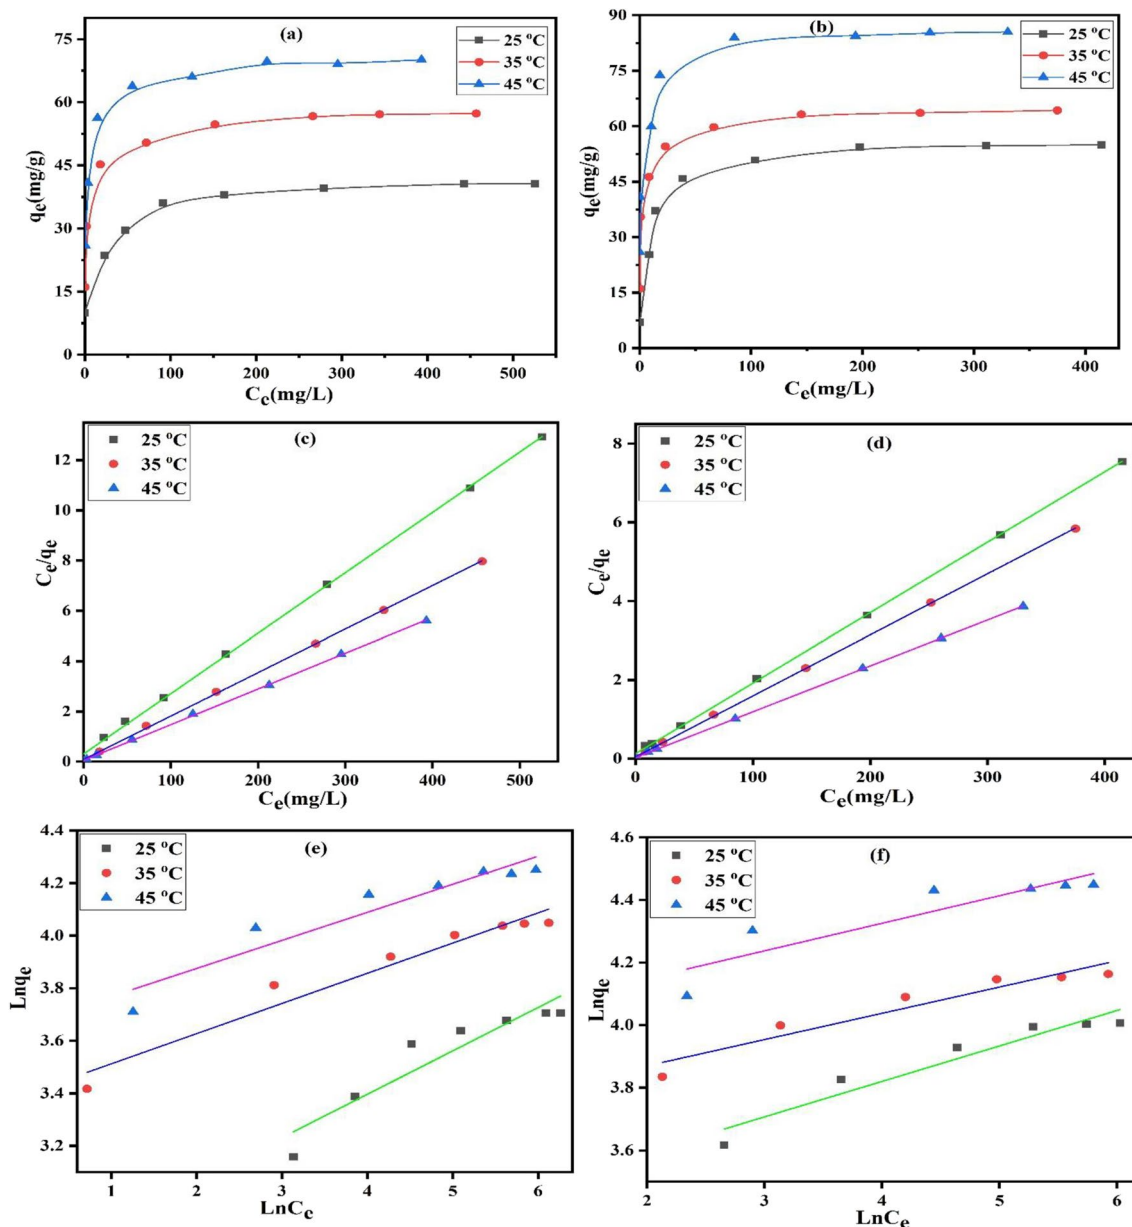 (a)
25 ºC
35 ºC
45 ºC
75
60
45
30
15
0
qe(mg/g)
0 100 200 300 400 500
Ce(mg/L)
(b)
25 ºC
35 ºC
45 ºC
90
75
60
45
30
15
0
qe(mg/g)
0 100 200 300 400
Ce(mg/L)
(c)
25 ºC
35 ºC
45 ºC
12
10
8
6
4
2
0
Ce/qe
0 100 200 300 400 500
Ce(mg/L)
(d)
25 ºC
35 ºC
45 ºC
8
6
4
2
0
Ce/qe
0 100 200 300 400
Ce(mg/L)
(e)
25 ºC
35 ºC
45 ºC
4.4
4.2
4.0
3.8
3.6
3.4
3.2
Lnqe
1 2 3 4 5 6
LnCe
(f)
25 ºC
35 ºC
45 ºC
4.6
4.4
4.2
4.0
3.8
3.6
Lnqe
2 3 4 5 6
LnCe